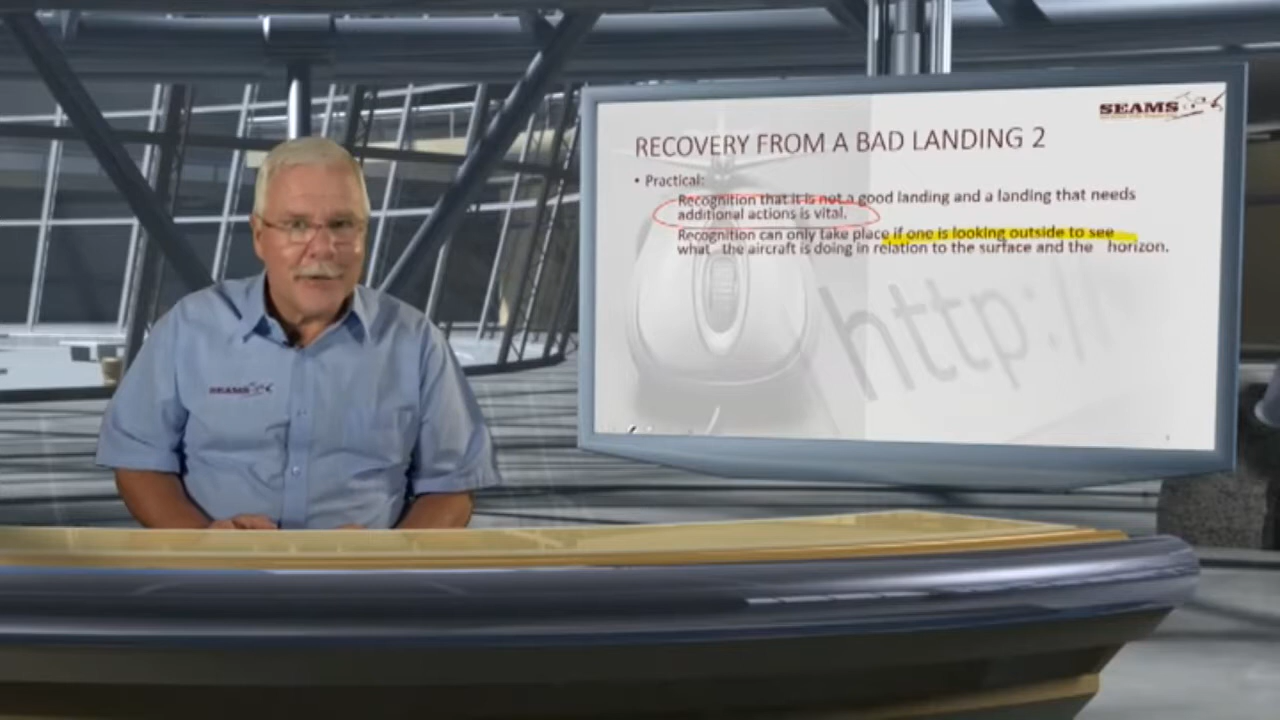 SEAMS
RECOVERY FROM A BAD LANDING 2
• Practical:
Recognition that it is not a good landing and a landing that needs
additional actions is vital.
Recognition can only take place if one is looking outside to see
what the aircraft is doing in relation to the surface and the horizon.
http:/
SEAMS